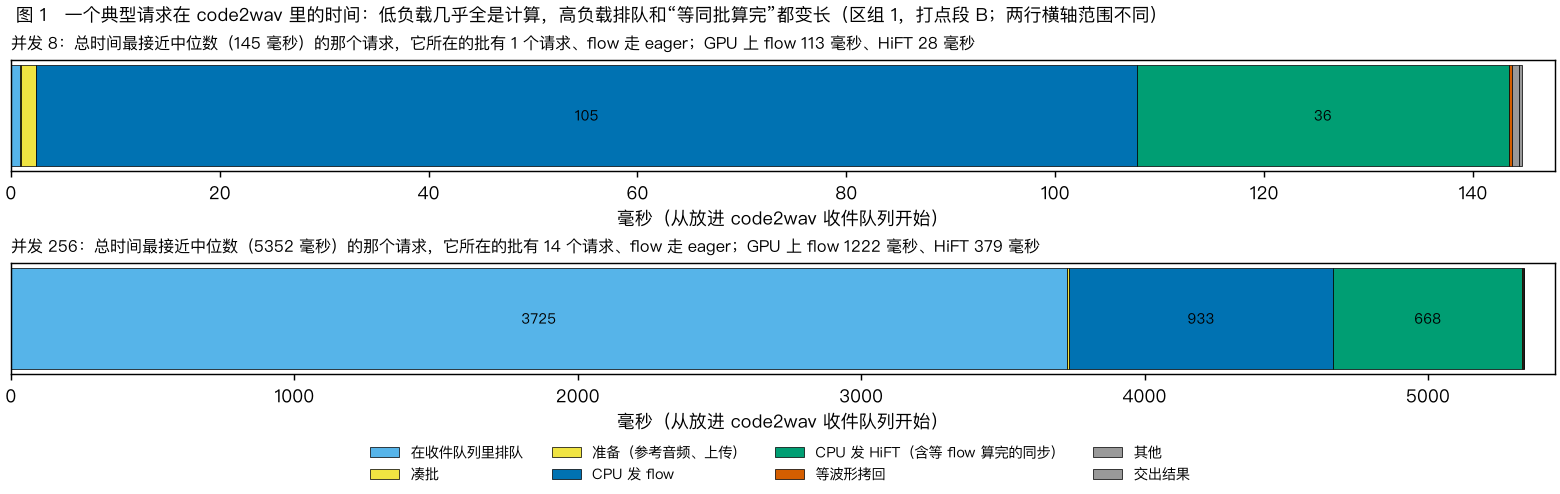 图 1　一个典型请求在 code2wav 里的时间：低负载几乎全是计算，高负载排队和“等同批算完”都变长（区组 1，打点段 B；两行横轴范围不同）
并发 8：总时间最接近中位数（145 毫秒）的那个请求，它所在的批有 1 个请求、flow 走 eager；GPU 上 flow 113 毫秒、HiFT 28 毫秒
105
36
0 20 40 60 80 100 120 140
毫秒（从放进 code2wav 收件队列开始）
并发 256：总时间最接近中位数（5352 毫秒）的那个请求，它所在的批有 14 个请求、flow 走 eager；GPU 上 flow 1222 毫秒、HiFT 379 毫秒
3725
933
668
0 1000 2000 3000 4000 5000
毫秒（从放进 code2wav 收件队列开始）
在收件队列里排队
凑批
准备（参考音频、上传）
CPU 发 flow
CPU 发 HiFT（含等 flow 算完的同步）
等波形拷回
其他
交出结果